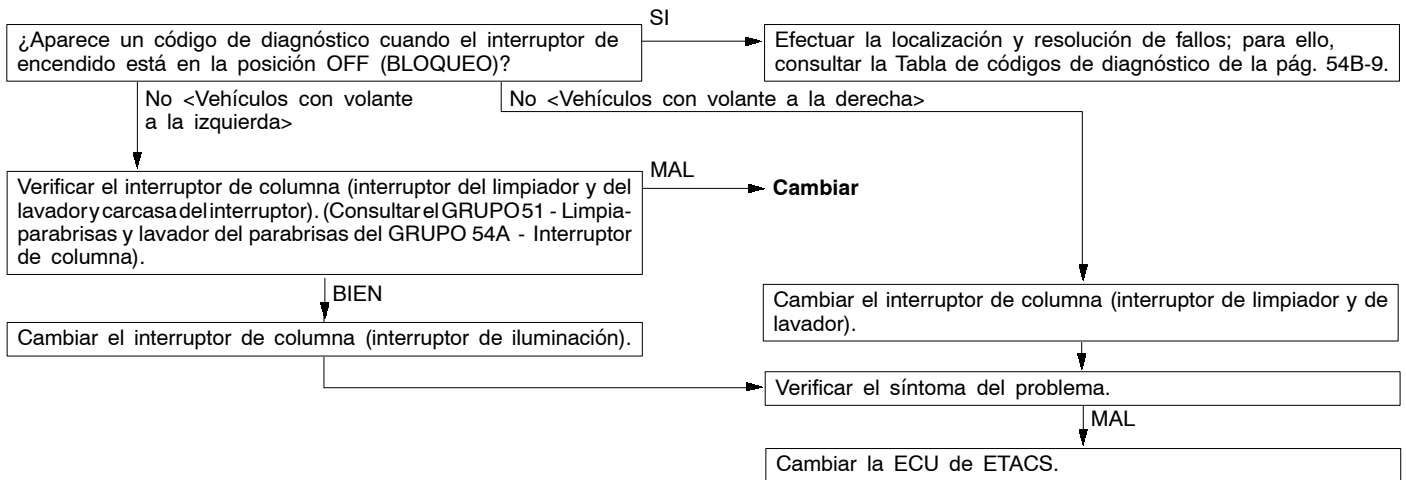 ¿Aparece un código de diagnóstico cuando el interruptor de
encendido está en la posición OFF (BLOQUEO)?
SI
Efectuar la localización y resolución de fallos; para ello,
consultar la Tabla de códigos de diagnóstico de la pág. 54B-9.
No <Vehículos con volante
a la izquierda>
No <Vehículos con volante a la derecha>
Verificar el interruptor de columna (interruptor del limpiador y del
lavador y carcasa del interruptor). (Consultar el GRUPO 51 - Limpia-
parabrisas y lavador del parabrisas del GRUPO 54A - Interruptor
de columna).
MAL
Cambiar
BIEN
Cambiar el interruptor de columna (interruptor de iluminación).
Cambiar el interruptor de columna (interruptor de limpiador y de
lavador).
Verificar el síntoma del problema.
MAL
Cambiar la ECU de ETACS.